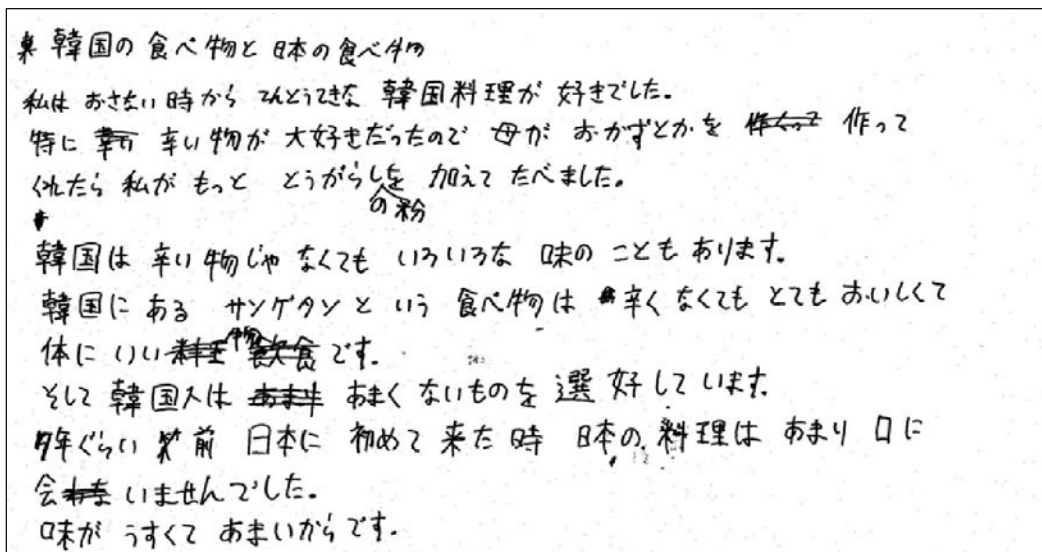 韓国の食べ物と日本の食べ物
私は おさない時から でんとうてきな 韓国料理が 好きでした。
特に 辛い物が 大好きだったので 母が おかずとかを 作って
くれたら 私が もっと とうがらしの粉を 加えて たべました。
韓国は 辛い物じゃ なくても いろいろな 味の ことも あります。
韓国に ある サンゲタンと いう 食べ物は 辛く なくても とても おいしくて
体に いい 物です。
そして 韓国人は あまく ないものを 選好しています。
年ぐらい 前 日本に 初めて 来た 時 日本の 料理は あまり 口に
会いませんでした。
味が うすくて あまいからです。